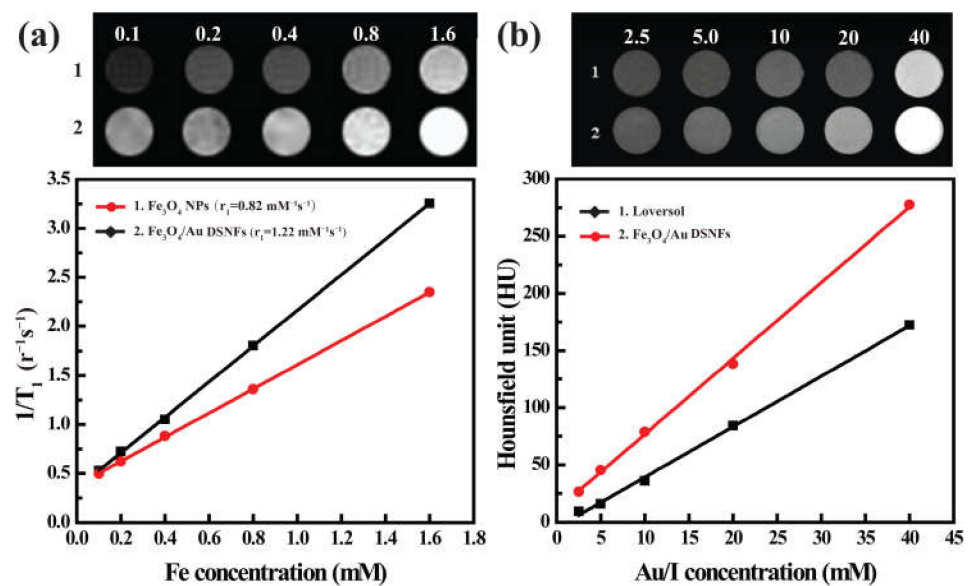 (a)
0.1 0.2 0.4 0.8 1.6
1
2
3.5
3.0
2.5
2.0
1.5
1.0
0.5
0.0
1/T₁ (r⁻¹s⁻¹)
1. Fe₃O₄ NPs (r₁=0.82 mM⁻¹s⁻¹)
2. Fe₃O₄/Au DSNFs (r₁=1.22 mM⁻¹s⁻¹)
0.0 0.2 0.4 0.6 0.8 1.0 1.2 1.4 1.6 1.8
Fe concentration (mM)
(b)
2.5 5.0 10 20 40
1
2
300
250
200
150
100
50
0
Hounsfield unit (HU)
1. Loversol
2. Fe₃O₄/Au DSNFs
0 5 10 15 20 25 30 35 40 45
Au/I concentration (mM)